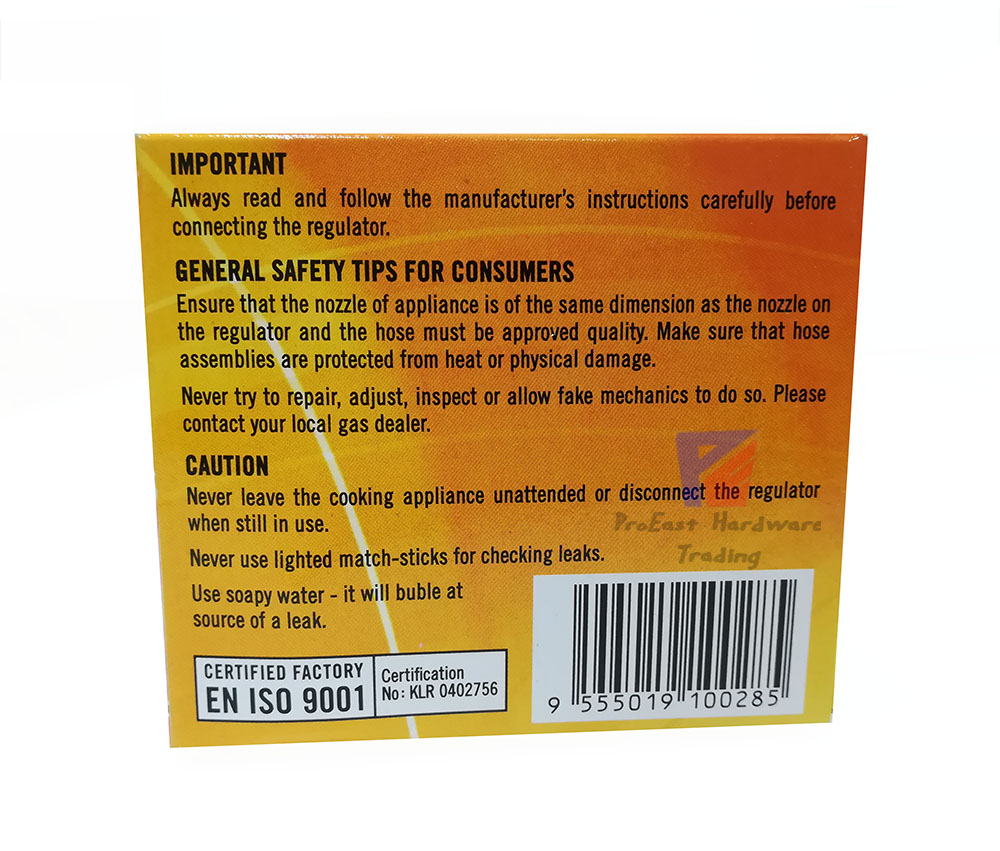 IMPORTANT
Always read and follow the manufacturer's instructions carefully before
connecting the regulator.
GENERAL SAFETY TIPS FOR CONSUMERS
Ensure that the nozzle of appliance is of the same dimension as the nozzle on
the regulator and the hose must be approved quality. Make sure that hose
assemblies are protected from heat or physical damage.
Never try to repair, adjust, inspect or allow fake mechanics to do so. Please
contact your local gas dealer.
CAUTION
Never leave the cooking appliance unattended or disconnect the regulator
when still in use.
ProEast Hardware
Trading
Never use lighted match-sticks for checking leaks.
Use soapy water - it will buble at
source of a leak.
CERTIFIED FACTORY
EN ISO 9001
Certification
No: KLR 0402756
9 555019 100285